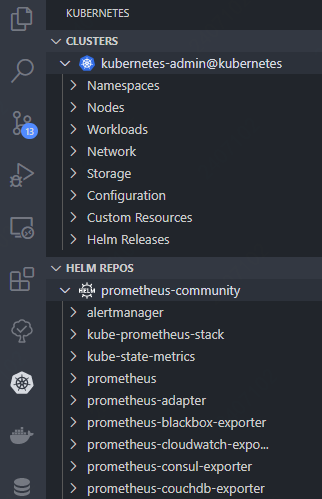 KUBERNETES
CLUSTERS
kubernetes-admin@kubernetes
Namespaces
Nodes
Workloads
13
Network
Storage
Configuration
Custom Resources
Helm Releases
HELM REPOS
HELM prometheus-community
alertmanager
kube-prometheus-stack
kube-state-metrics
prometheus
prometheus-adapter
prometheus-blackbox-exporter
prometheus-cloudwatch-expo...
prometheus-consul-exporter
prometheus-couchdb-exporter